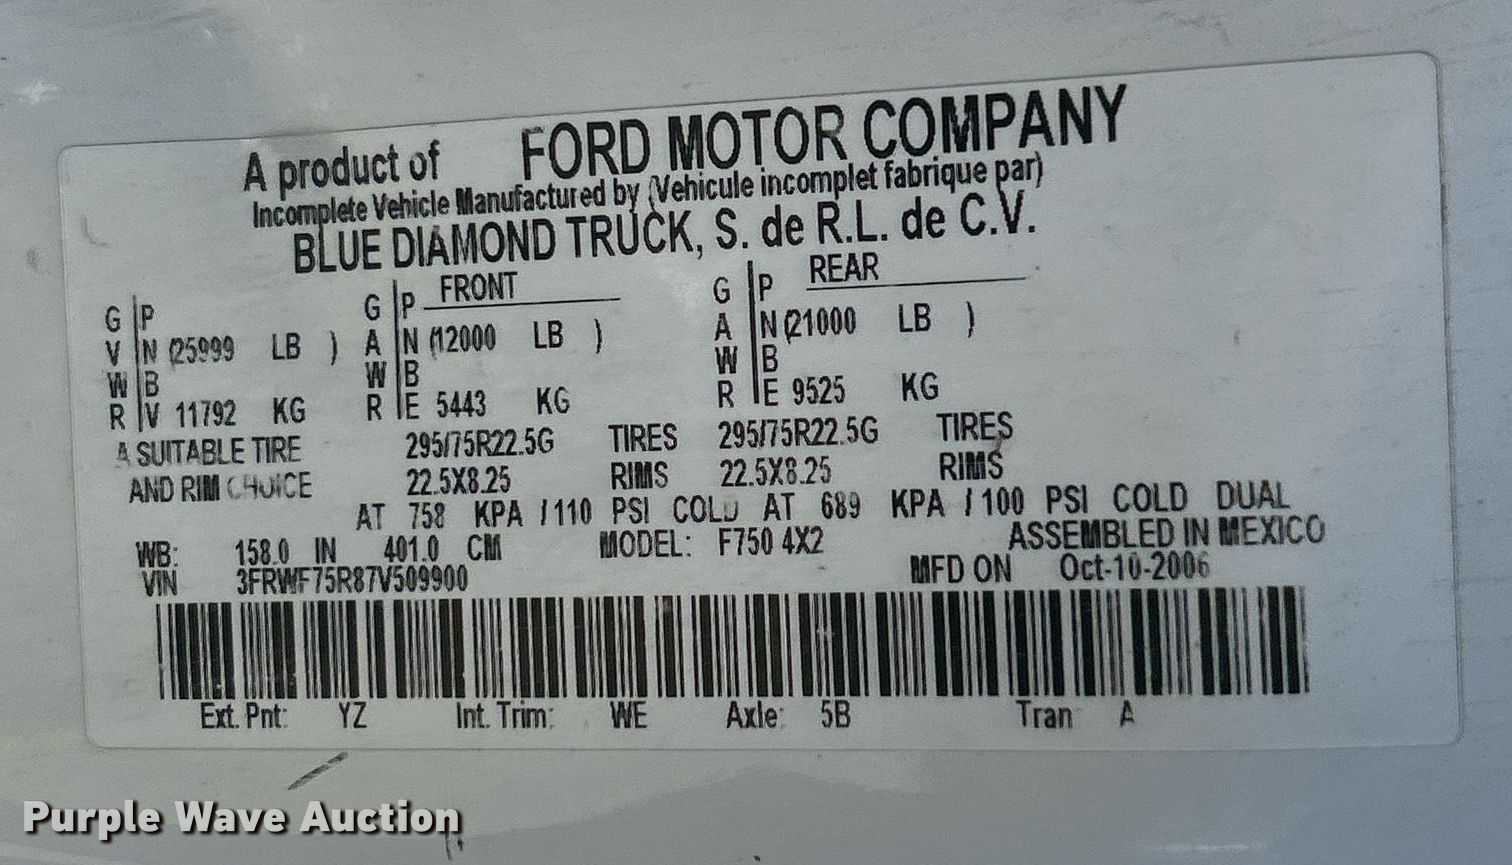 A product of FORD MOTOR COMPANY
Incomplete Vehicle Manufactured by (Vehicule incomplet fabrique par)
BLUE DIAMOND TRUCK, S. de R.L. de C.V.
G P G P FRONT G P REAR
V N (25999 LB ) A N (12000 LB ) A N (21000 LB )
W B W B W B
R V 11792 KG R E 5443 KG R E 9525 KG
A SUITABLE TIRE 295/75R22.5G TIRES 295/75R22.5G TIRES
AND RIM CHOICE 22.5X8.25 RIMS 22.5X8.25 RIMS
AT 758 KPA / 110 PSI COLD AT 689 KPA / 100 PSI COLD DUAL
WB: 158.0 IN 401.0 CM MODEL: F750 4X2 ASSEMBLED IN MEXICO
VIN 3FRWF75R87V509900 MFD ON Oct-10-2006
Ext. Pnt: YZ Int. Trim: WE Axle: 5B Tran A
Purple Wave Auction